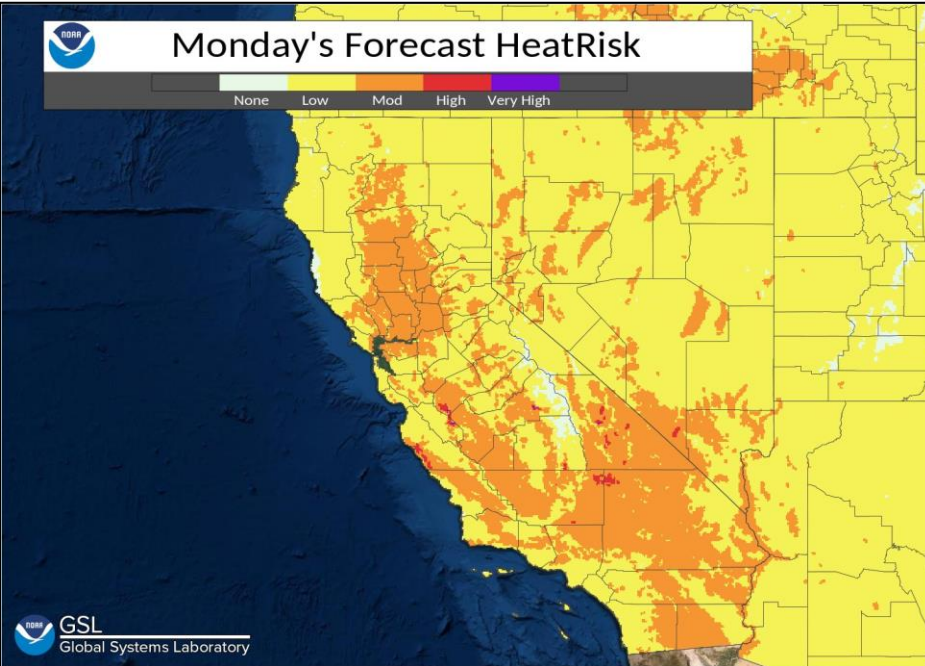 NOAA
Monday's Forecast HeatRisk
None Low Mod High Very High
NOAA
GSL
Global Systems Laboratory